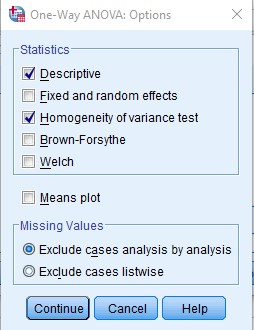 One-Way ANOVA: Options
Statistics
Descriptive
Fixed and random effects
Homogeneity of variance test
Brown-Forsythe
Welch
Means plot
Missing Values
Exclude cases analysis by analysis
Exclude cases listwise
Continue Cancel Help